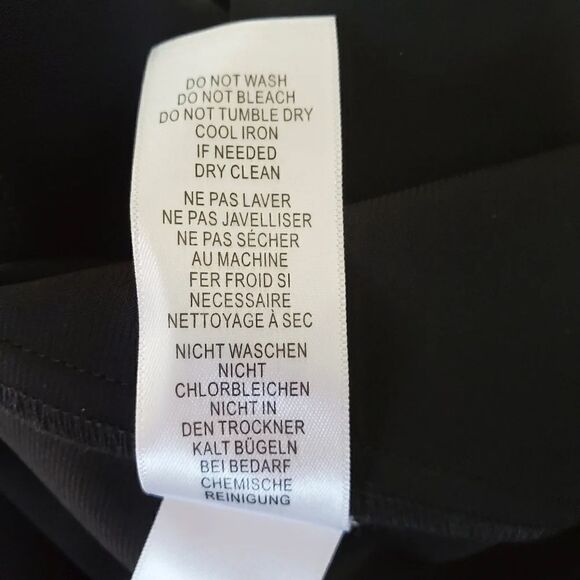 DO NOT WASH
DO NOT BLEACH
DO NOT TUMBLE DRY
COOL IRON
IF NEEDED
DRY CLEAN
NE PAS LAVER
NE PAS JAVELLISER
NE PAS SÉCHER
AU MACHINE
FER FROID SI
NECESSAIRE
NETTOYAGE À SEC
NICHT WASCHEN
NICHT
CHLORBLEICHEN
NICHT IN
DEN TROCKNER
KALT BÜGELN
BEI BEDARF
CHEMISCHE
REINIGUNG